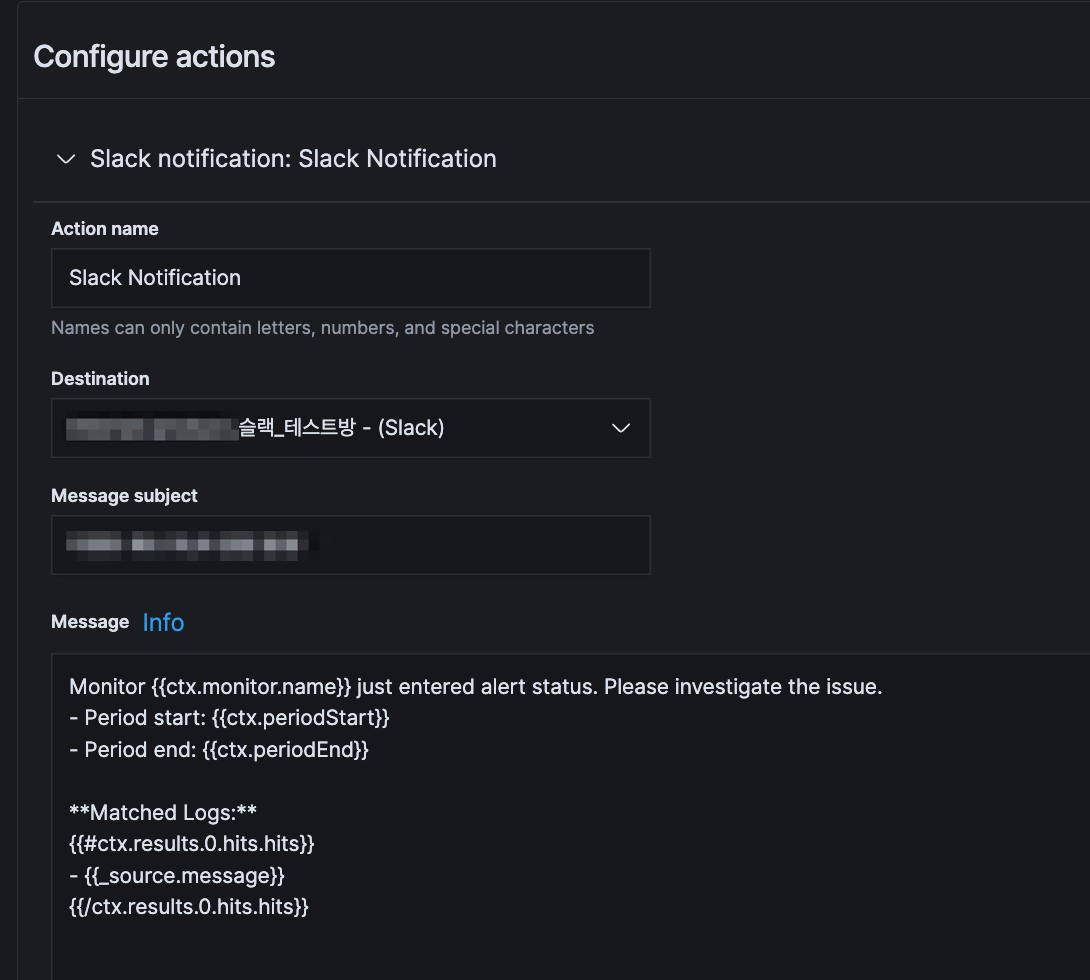 Configure actions
Slack notification: Slack Notification
Action name
Slack Notification
Names can only contain letters, numbers, and special characters
Destination
슬랙_테스트방 - (Slack)
Message subject
Message Info
Monitor {{ctx.monitor.name}} just entered alert status. Please investigate the issue.
- Period start: {{ctx.periodStart}}
- Period end: {{ctx.periodEnd}}
**Matched Logs:**
{{#ctx.results.0.hits.hits}}
- {{_source.message}}
{{/ctx.results.0.hits.hits}}